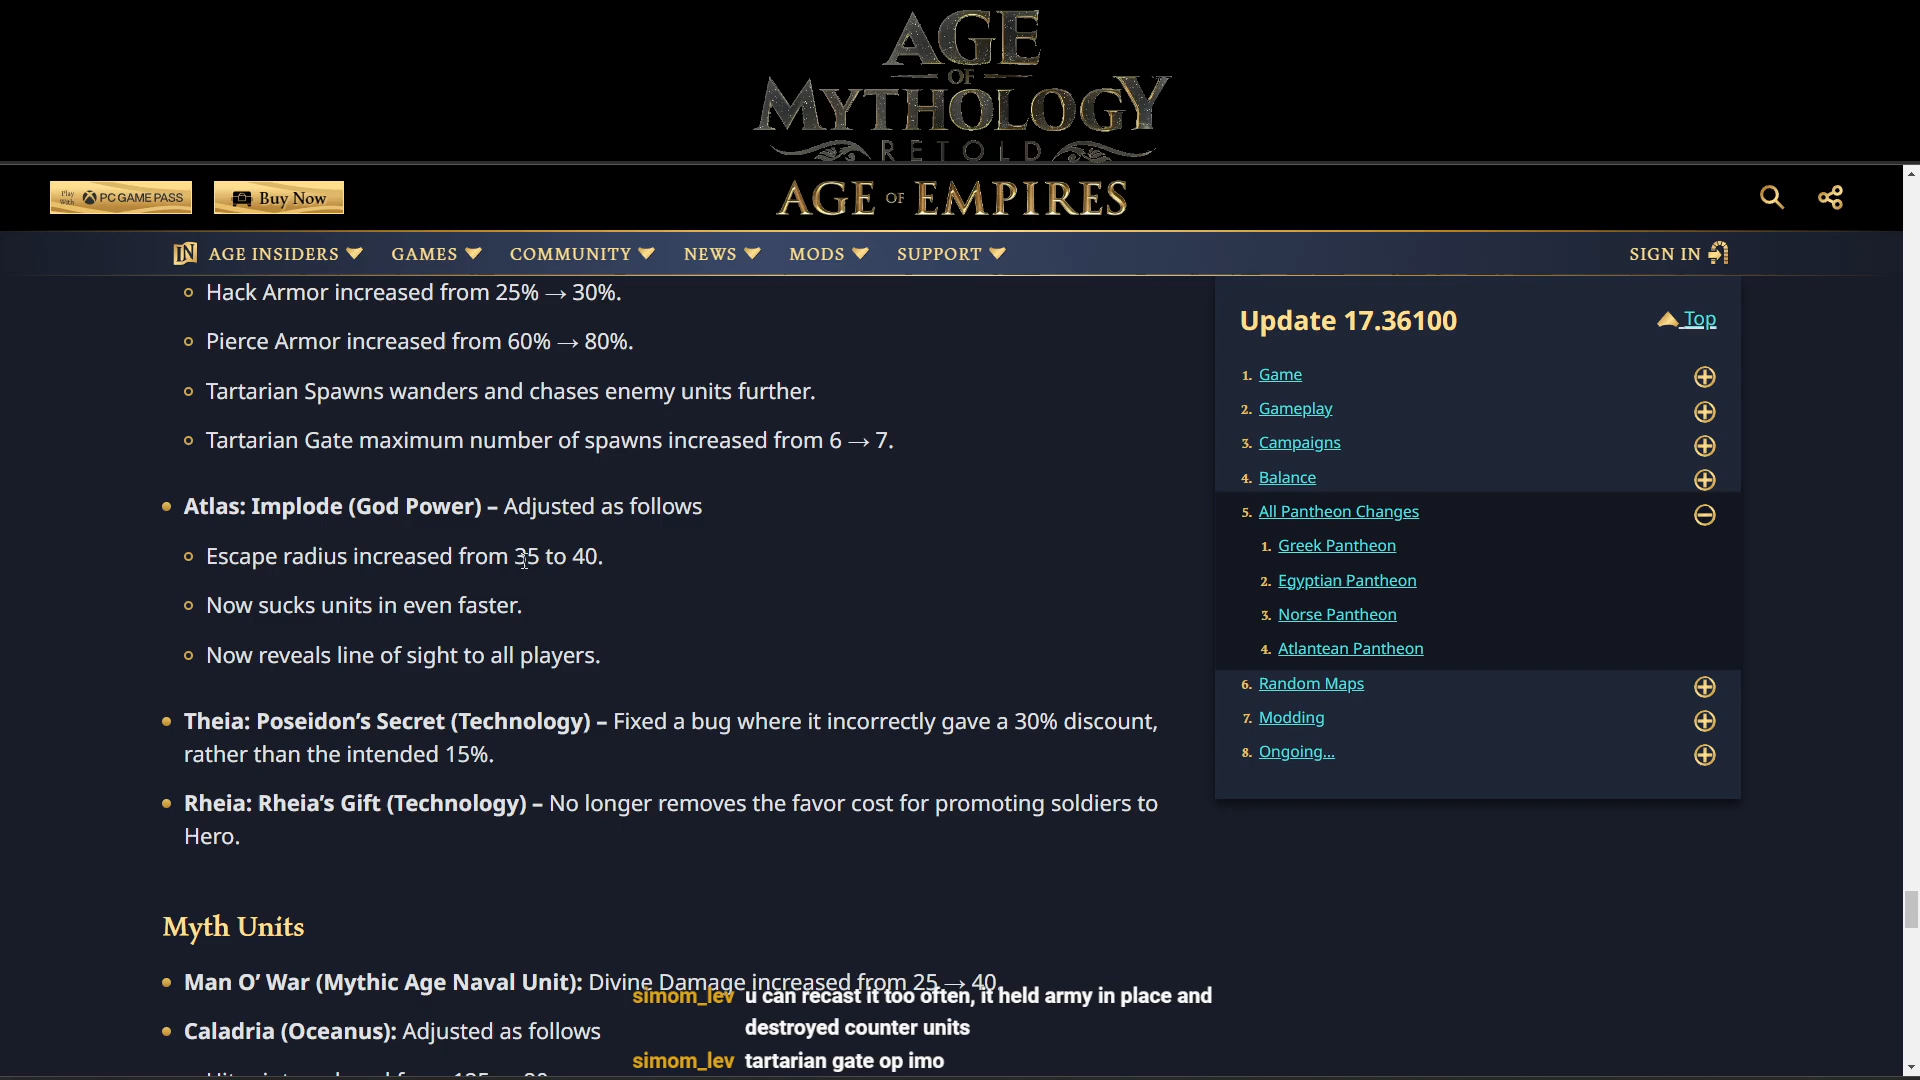 AGE
OF
MYTHOLOGY
RETOLD
Play With XBOX PC GAME PASS
Buy Now
AGE OF EMPIRES
IN AGE INSIDERS
GAMES
COMMUNITY
NEWS
MODS
SUPPORT
SIGN IN
Hack Armor increased from 25% → 30%.
Pierce Armor increased from 60% → 80%.
Tartarian Spawns wanders and chases enemy units further.
Tartarian Gate maximum number of spawns increased from 6 → 7.
Atlas: Implode (God Power) – Adjusted as follows
Escape radius increased from 35 to 40.
Now sucks units in even faster.
Now reveals line of sight to all players.
Theia: Poseidon’s Secret (Technology) – Fixed a bug where it incorrectly gave a 30% discount,
rather than the intended 15%.
Rheia: Rheia’s Gift (Technology) – No longer removes the favor cost for promoting soldiers to
Hero.
Myth Units
Man O’ War (Mythic Age Naval Unit): Divine Damage increased from 25 → 40.
Caladria (Oceanus): Adjusted as follows
Update 17.36100
Top
1. Game
2. Gameplay
3. Campaigns
4. Balance
5. All Pantheon Changes
1. Greek Pantheon
2. Egyptian Pantheon
3. Norse Pantheon
4. Atlantean Pantheon
6. Random Maps
7. Modding
8. Ongoing...
simom_lev u can recast it too often, it held army in place and
destroyed counter units
simom_lev tartarian gate op imo